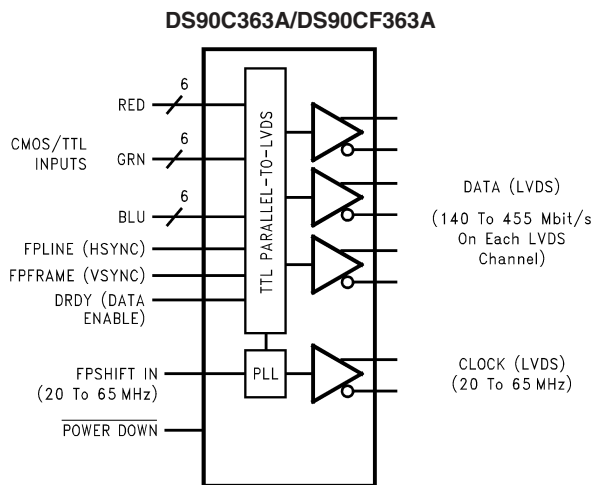 DS90C363A/DS90CF363A
6
RED
CMOS/TTL
INPUTS
6
GRN
6
BLU
FPLINE (HSYNC)
FPFRAME (VSYNC)
DRDY (DATA
ENABLE)
FPSHIFT IN
(20 To 65 MHz)
POWER DOWN
TTL PARALLEL-TO-LVDS
PLL
DATA (LVDS)
(140 To 455 Mbit/s
On Each LVDS
Channel)
CLOCK (LVDS)
(20 To 65 MHz)